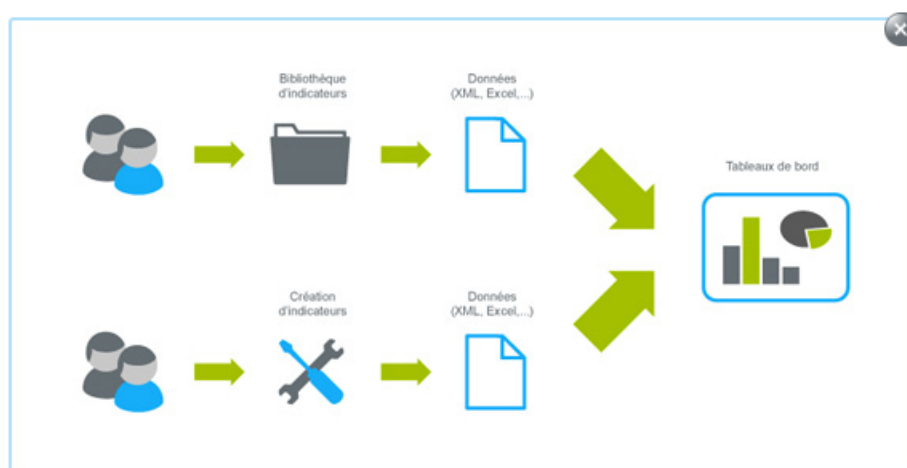 Bibliothèque
d'indicateurs
Données
(XML, Excel,...)
Tableaux de bord
Création
d'indicateurs
Données
(XML, Excel,...)